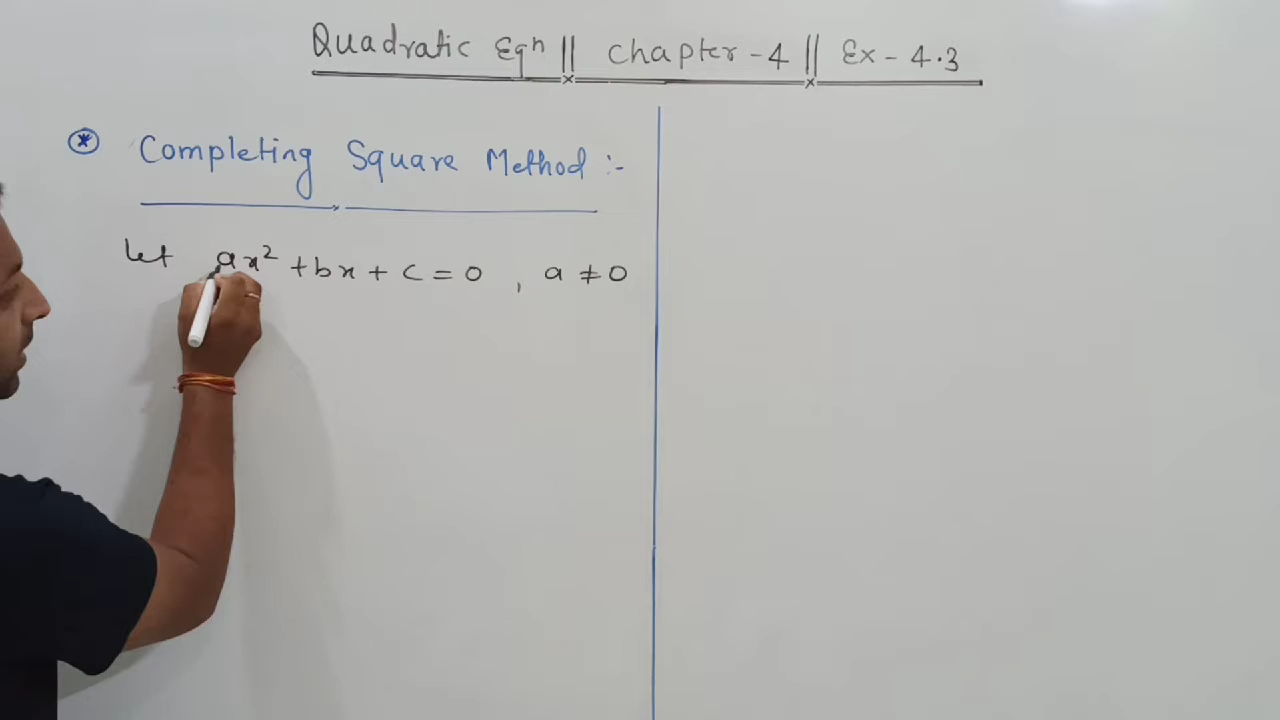 Quadratic Eqⁿ || Chapter - 4 || Ex - 4.3
* Completing Square Method :-
let ax² + bx + c = 0 , a ≠ 0